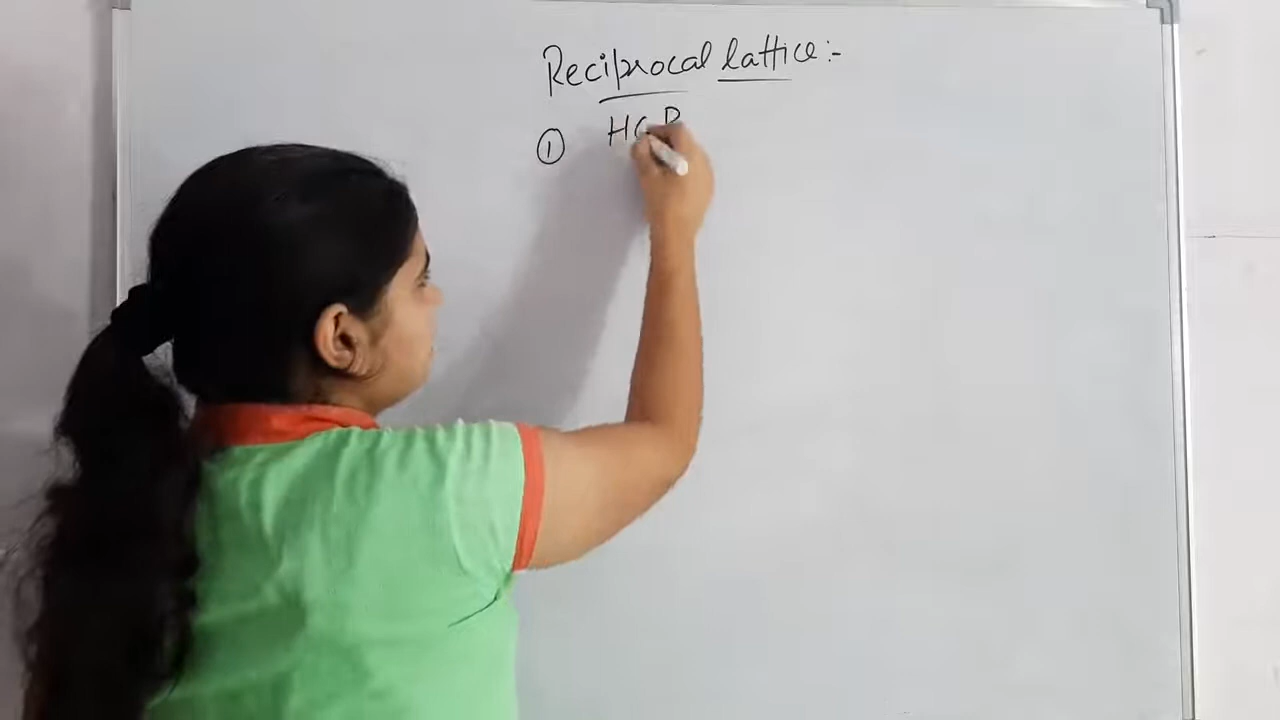 Reciprocal lattice :-
① HCP